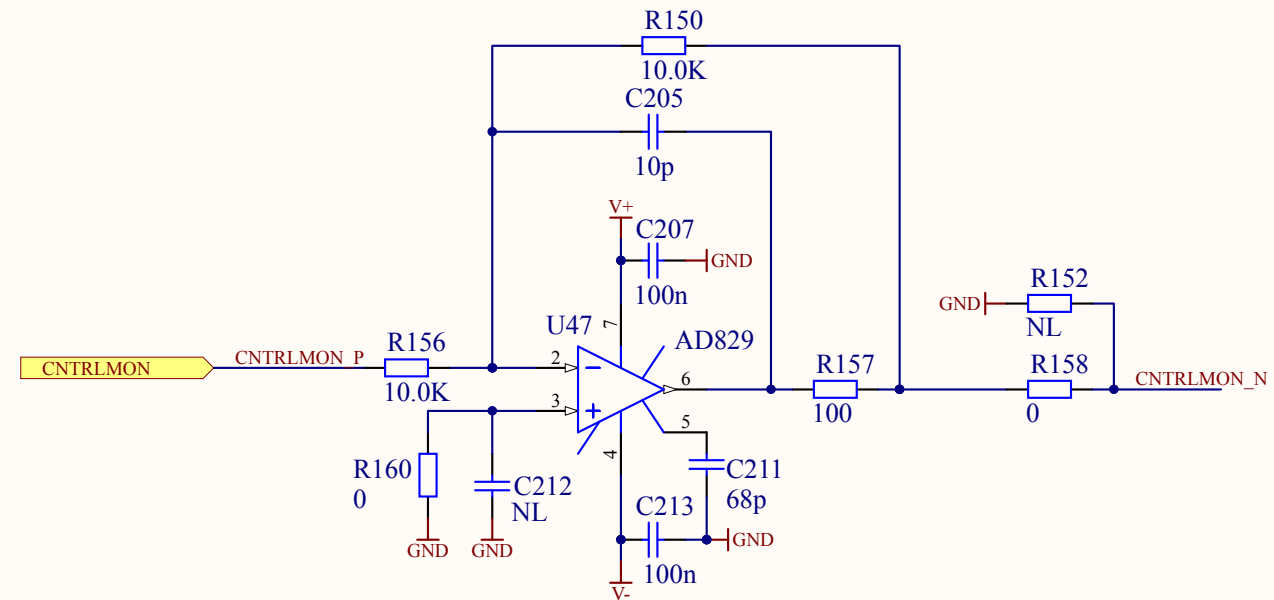 R150
10.0K
C205
10p
V+
C207
GND
100n
U47
7
AD829
R152
GND
NL
CNTRLMON
CNTRLMON_P
R156
10.0K
2
3
6
R157
100
R158
0
CNTRLMON_N
4
5
R160
0
C212
NL
C211
68p
C213
GND
GND
GND
100n
V-